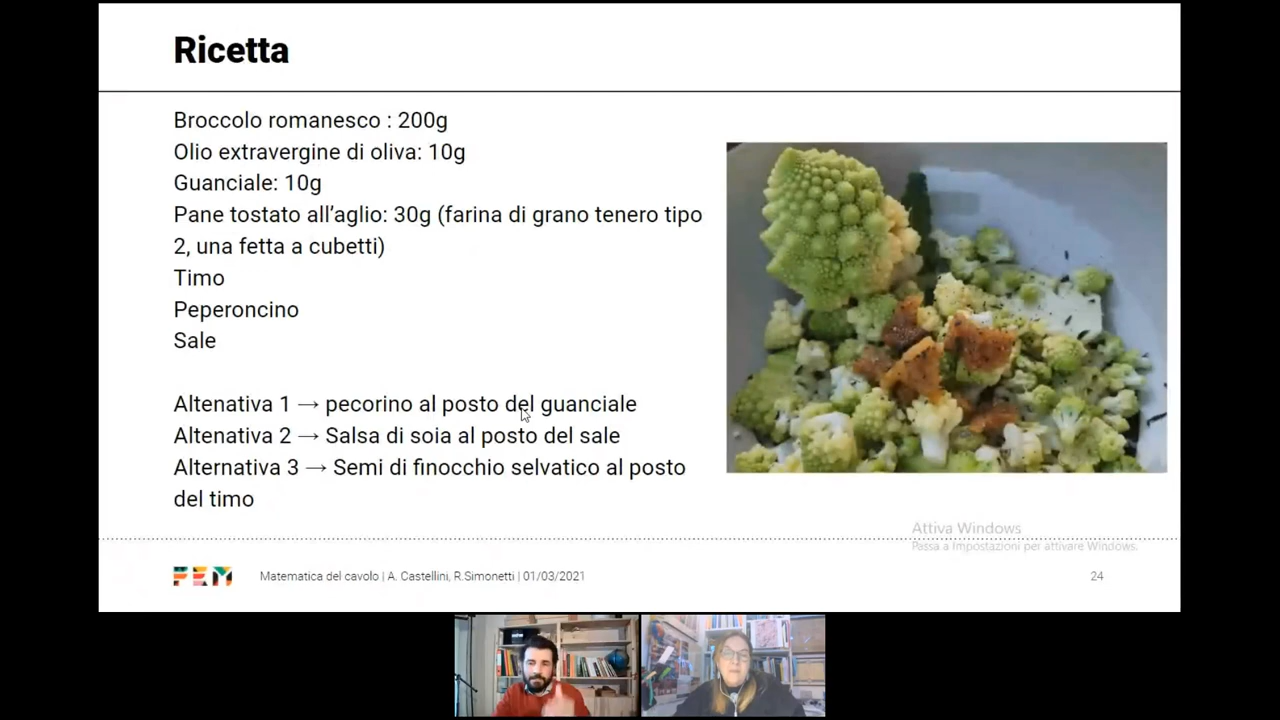 Ricetta
Broccolo romanesco : 200g
Olio extravergine di oliva: 10g
Guanciale: 10g
Pane tostato all’aglio: 30g (farina di grano tenero tipo
2, una fetta a cubetti)
Timo
Peperoncino
Sale
Altenativa 1 → pecorino al posto del guanciale
Altenativa 2 → Salsa di soia al posto del sale
Alternativa 3 → Semi di finocchio selvatico al posto
del timo
Attiva Windows
Passa a Impostazioni per attivare Windows.
FEM
Matematica del cavolo | A. Castellini, R.Simonetti | 01/03/2021
24